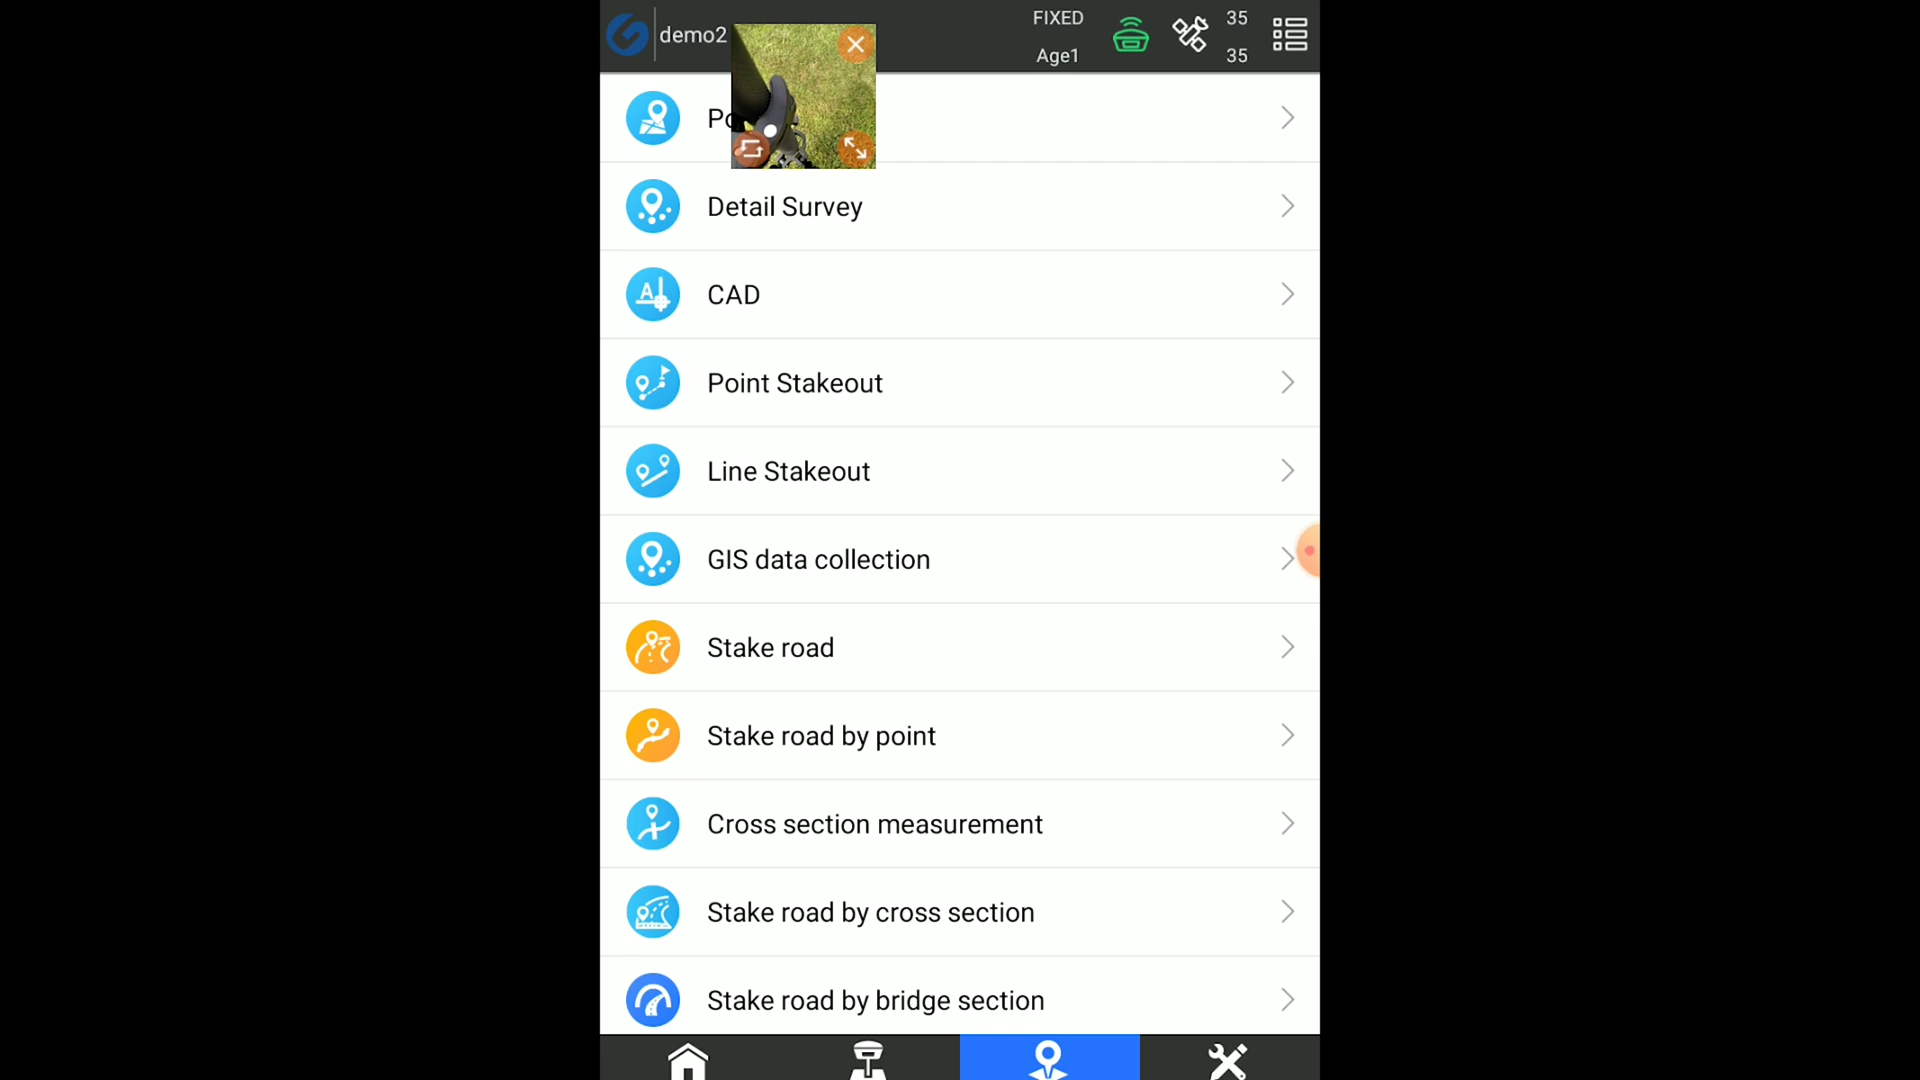 demo2
FIXED
Age1
35
35
Detail Survey
CAD
Point Stakeout
Line Stakeout
GIS data collection
Stake road
Stake road by point
Cross section measurement
Stake road by cross section
Stake road by bridge section